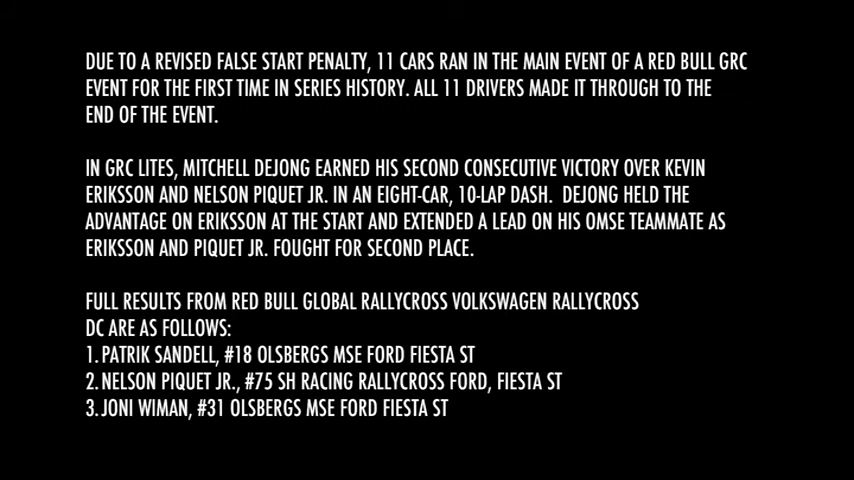 DUE TO A REVISED FALSE START PENALTY, 11 CARS RAN IN THE MAIN EVENT OF A RED BULL GRC
EVENT FOR THE FIRST TIME IN SERIES HISTORY. ALL 11 DRIVERS MADE IT THROUGH TO THE
END OF THE EVENT.
IN GRC LITES, MITCHELL DEJONG EARNED HIS SECOND CONSECUTIVE VICTORY OVER KEVIN
ERIKSSON AND NELSON PIQUET JR. IN AN EIGHT-CAR, 10-LAP DASH.  DEJONG HELD THE
ADVANTAGE ON ERIKSSON AT THE START AND EXTENDED A LEAD ON HIS OMSE TEAMMATE AS
ERIKSSON AND PIQUET JR. FOUGHT FOR SECOND PLACE.
FULL RESULTS FROM RED BULL GLOBAL RALLYCROSS VOLKSWAGEN RALLYCROSS
DC ARE AS FOLLOWS:
1. PATRIK SANDELL, #18 OLSBERGS MSE FORD FIESTA ST
2. NELSON PIQUET JR., #75 SH RACING RALLYCROSS FORD, FIESTA ST
3. JONI WIMAN, #31 OLSBERGS MSE FORD FIESTA ST